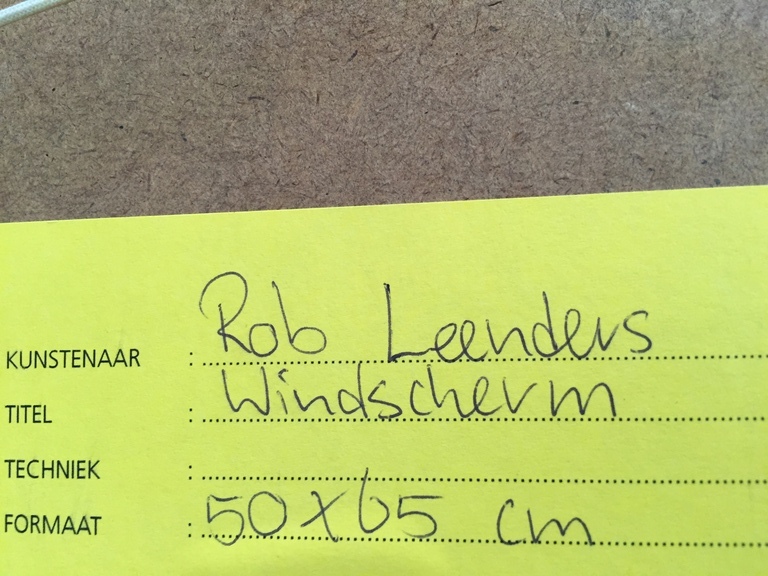 KUNSTENAAR : Rob Leenders
TITEL : Windscherm
TECHNIEK :
FORMAAT : 50 x 65 cm